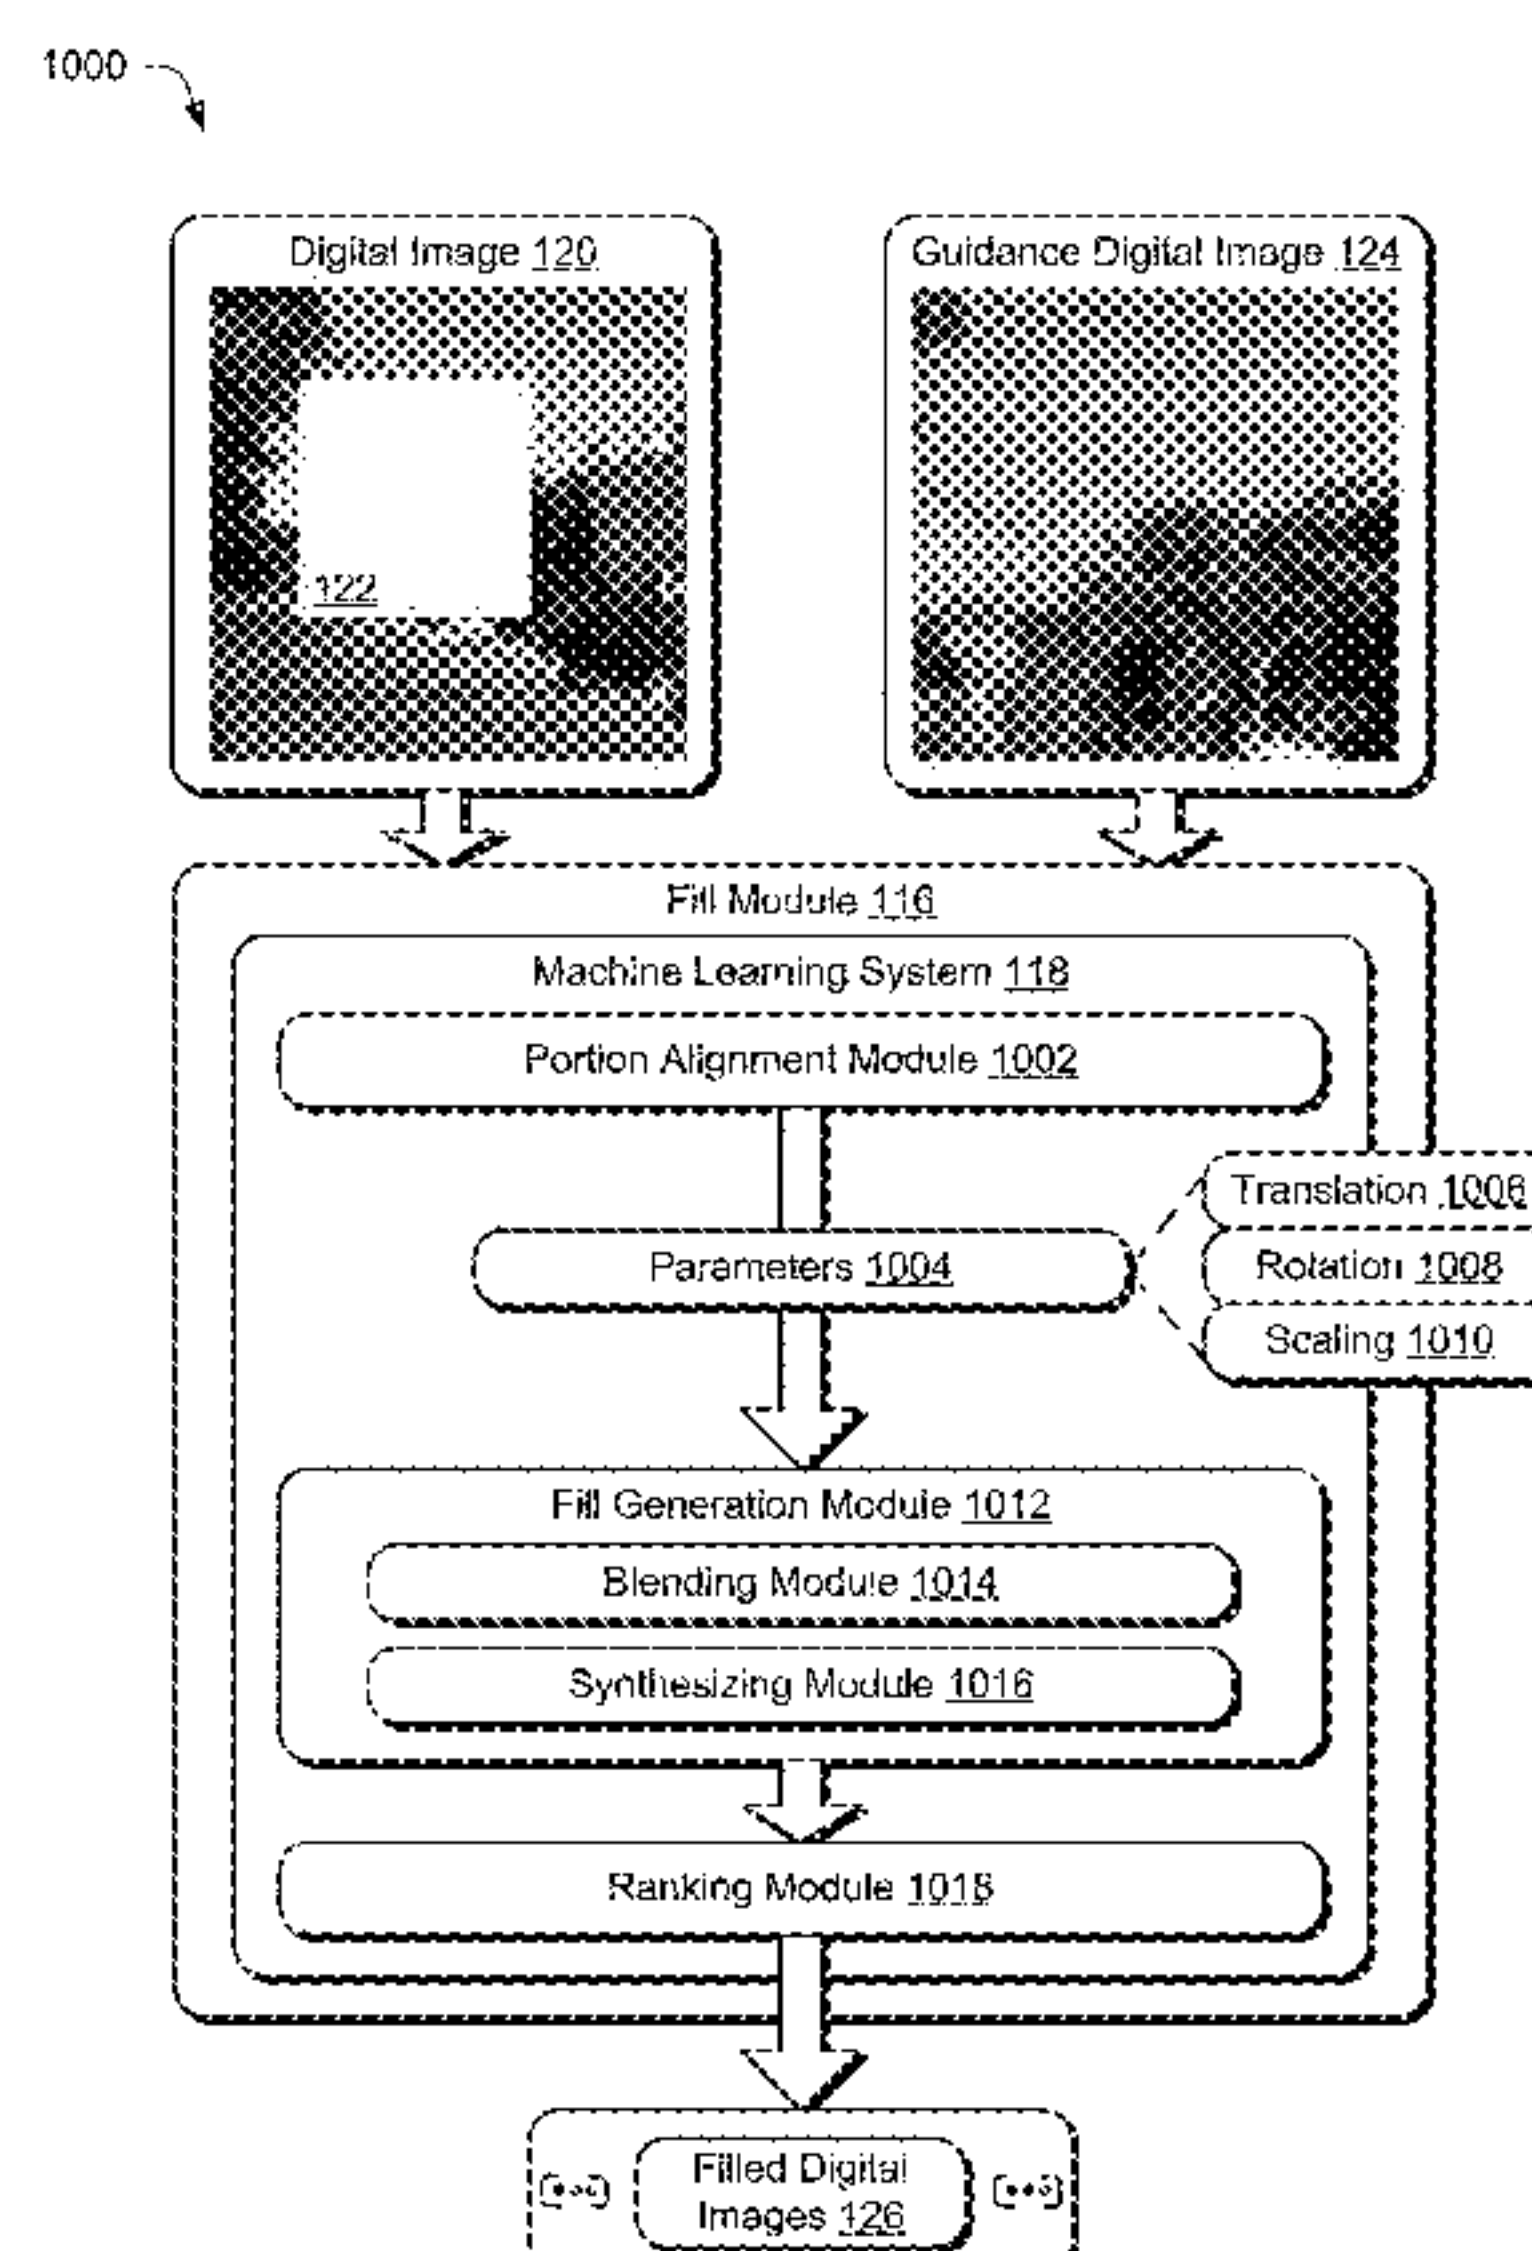 1000
Digital Image 120
Guidance Digital Image 124
122
Fill Module 116
Machine Learning System 118
Portion Alignment Module 1002
Translation 1006
Parameters 1004
Rotation 1008
Scaling 1010
Fill Generation Module 1012
Blending Module 1014
Synthesizing Module 1016
Ranking Module 1018
Filled Digital
Images 126